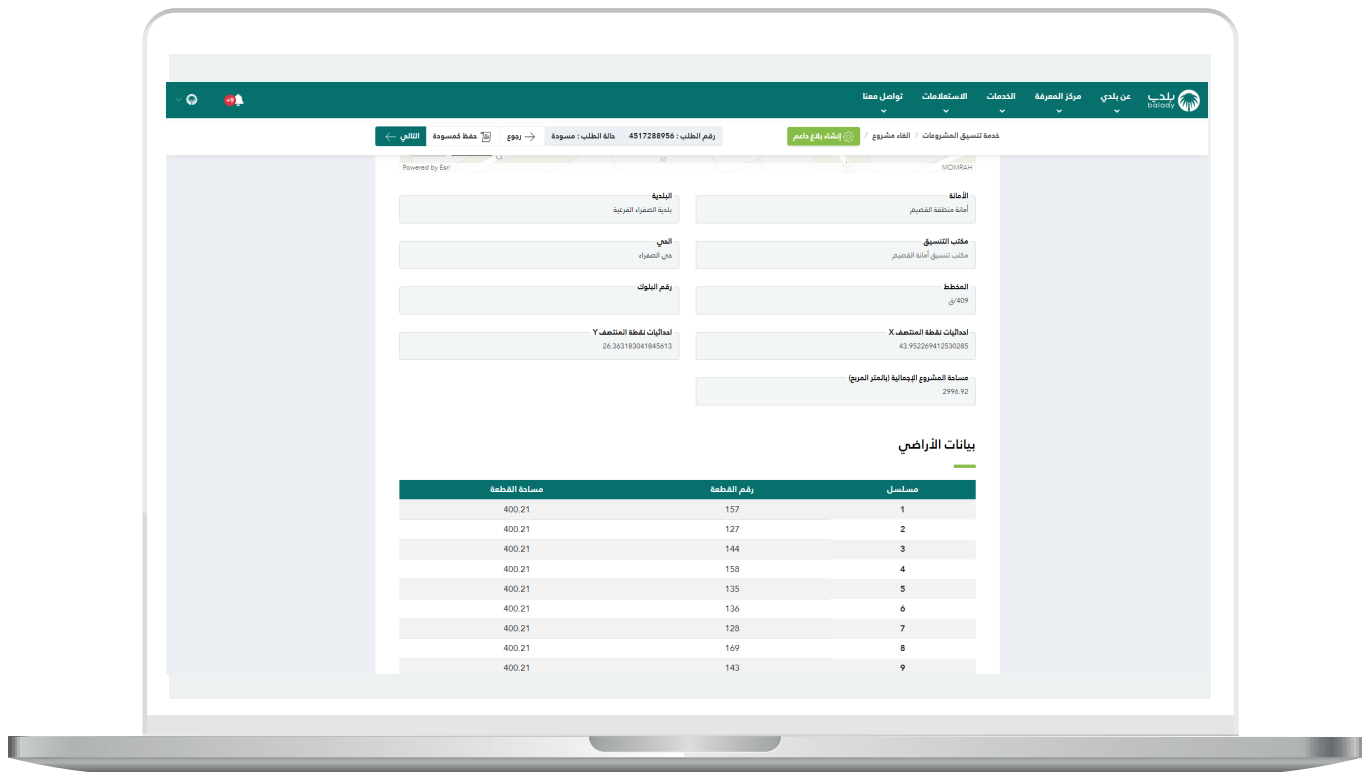 بلدي balady عن بلدي مركز المعرفة الخدمات الاستعلامات تواصل معنا +9
خدمة تنسيق المشروعات / الغاء مشروع / إنشاء بلاغ داعم رقم الطلب : 4517288956 حالة الطلب : مسودة رجوع حفظ كمسودة التالي
MOMRAH Powered by Esri
الأمانة البلدية
أمانة منطقة القصيم بلدية الصفراء الفرعية
مكتب التنسيق الحي
مكتب تنسيق أمانة القصيم حي الصفراء
المخطط رقم البلوك
409/ق
احداثيات نقطة المنتصف X احداثيات نقطة المنتصف Y
43.952269412530285 26.363183041845613
مساحة المشروع الإجمالية (بالمتر المربع)
2996.92
بيانات الأراضي
مسلسل رقم القطعة مساحة القطعة
1 157 400.21
2 127 400.21
3 144 400.21
4 158 400.21
5 135 400.21
6 136 400.21
7 128 400.21
8 169 400.21
9 143 400.21